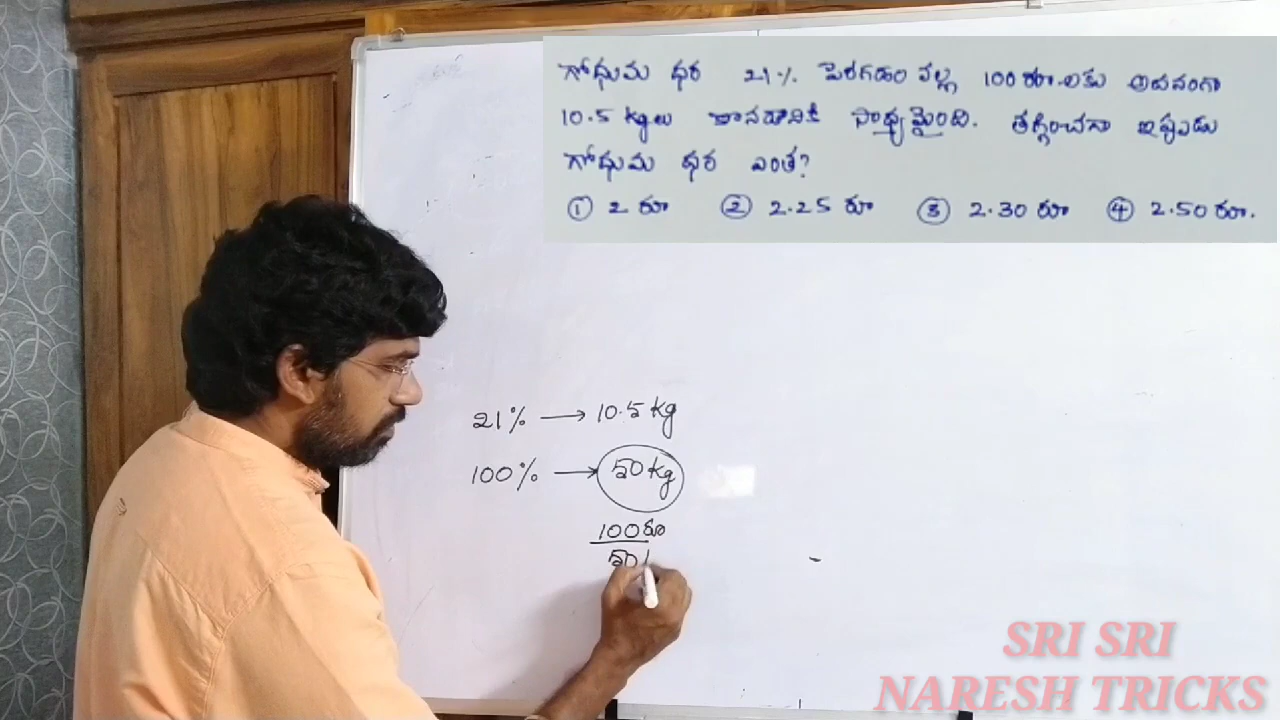 గోధుమ ధర 21% పెరగడం వల్ల 100 రూ.లకు అదనంగా
10.5 kgలు కొనడానికి సాధ్యమైంది. తగ్గించగా ఇప్పుడు
గోధుమ ధర ఎంత?
① 2 రూ ② 2.25 రూ ③ 2.30 రూ ④ 2.50 రూ.
21% → 10.5 kg
100% → 50 kg
100 రూ
50
SRI SRI
NARESH TRICKS